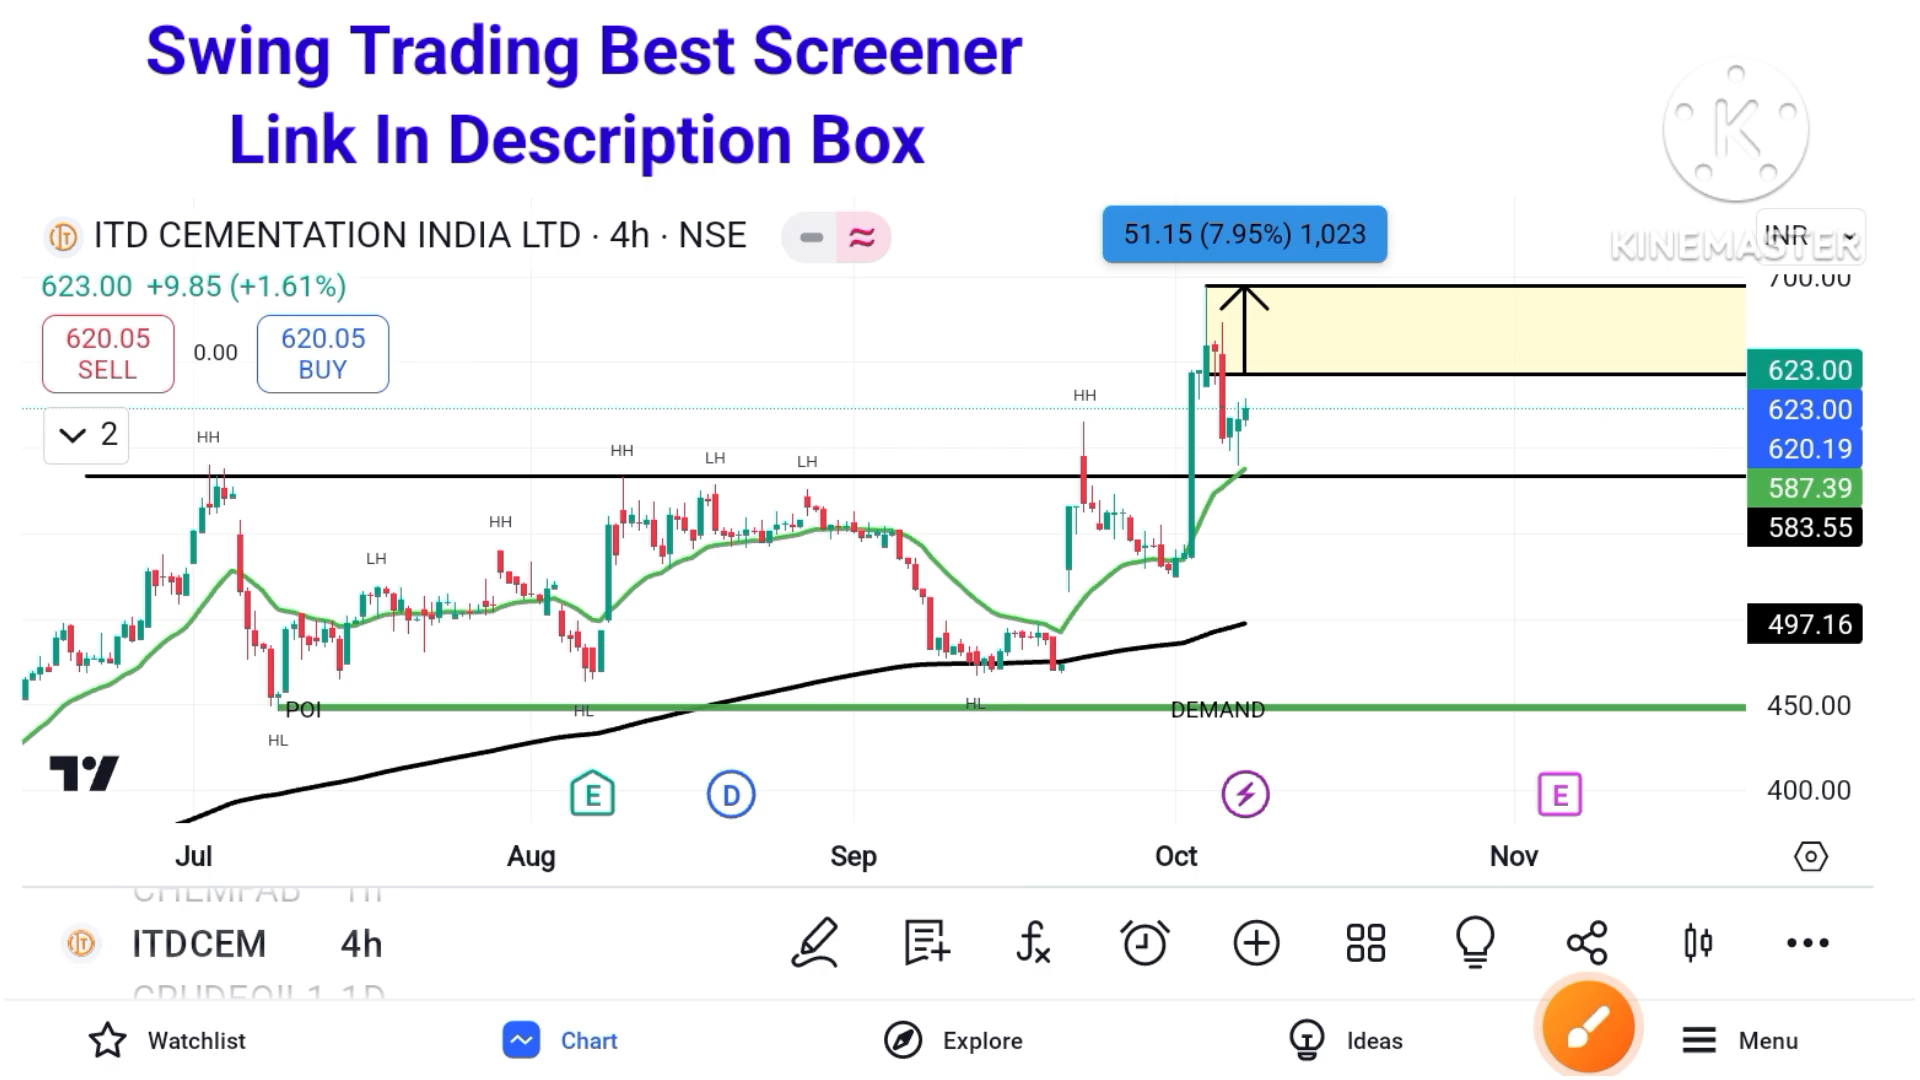 Swing Trading Best Screener
Link In Description Box
ITD CEMENTATION INDIA LTD · 4h · NSE
51.15 (7.95%) 1,023
INR
KINEMASTER
623.00 +9.85 (+1.61%)
700.00
620.05
SELL
0.00
620.05
BUY
623.00
623.00
620.19
587.39
583.55
497.16
450.00
400.00
2
HH
LH
HH
HH
LH
LH
HH
POI
HL
HL
HL
DEMAND
E
D
E
Jul Aug Sep Oct Nov
CHEMFAB 1h
ITDCEM 4h
CRUDEOIL1 1D
Watchlist
Chart
Explore
Ideas
Menu